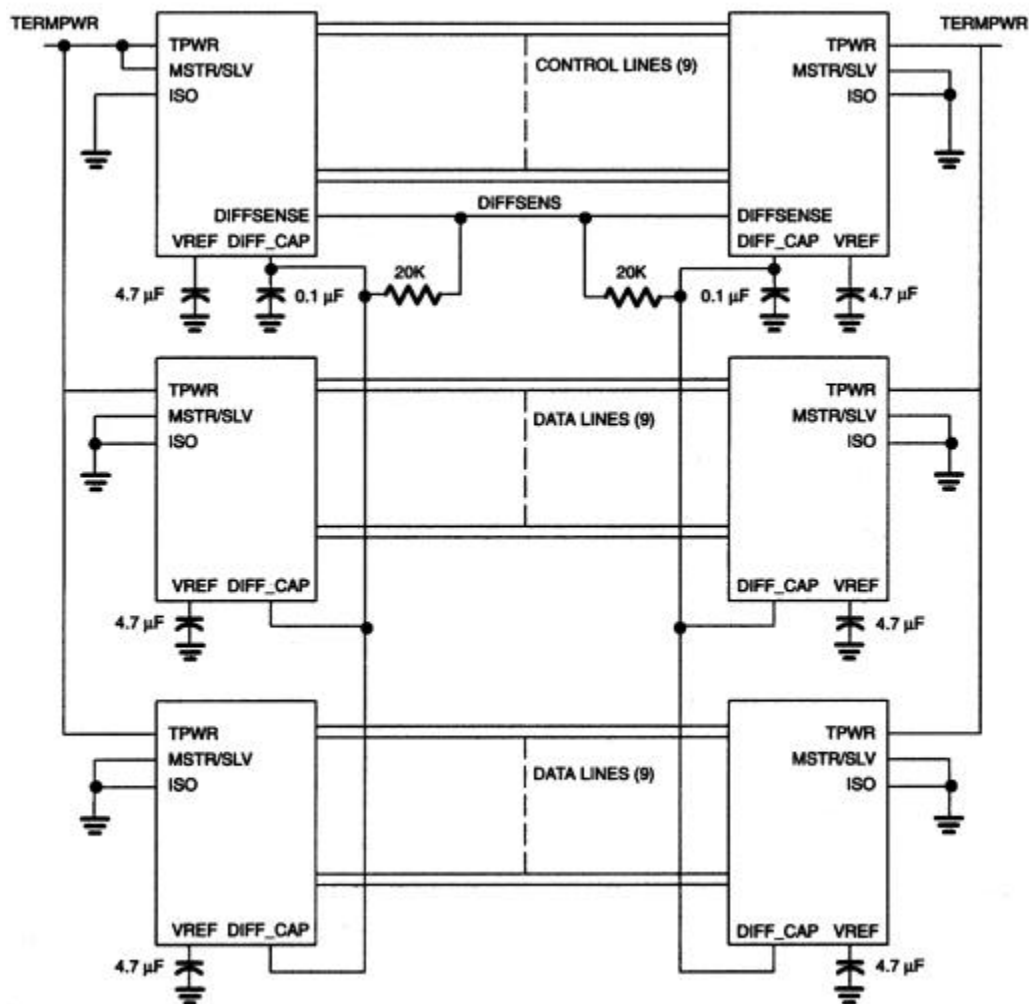 TERMPWR TERMPWR
TPWR TPWR
MSTR/SLV CONTROL LINES (9) MSTR/SLV
ISO ISO
DIFFSENSE DIFFSENS DIFFSENSE
VREF DIFF_CAP DIFF_CAP VREF
20K 20K
4.7 µF 0.1 µF 0.1 µF 4.7 µF
TPWR TPWR
MSTR/SLV DATA LINES (9) MSTR/SLV
ISO ISO
VREF DIFF_CAP DIFF_CAP VREF
4.7 µF 4.7 µF
TPWR TPWR
MSTR/SLV DATA LINES (9) MSTR/SLV
ISO ISO
VREF DIFF_CAP DIFF_CAP VREF
4.7 µF 4.7 µF